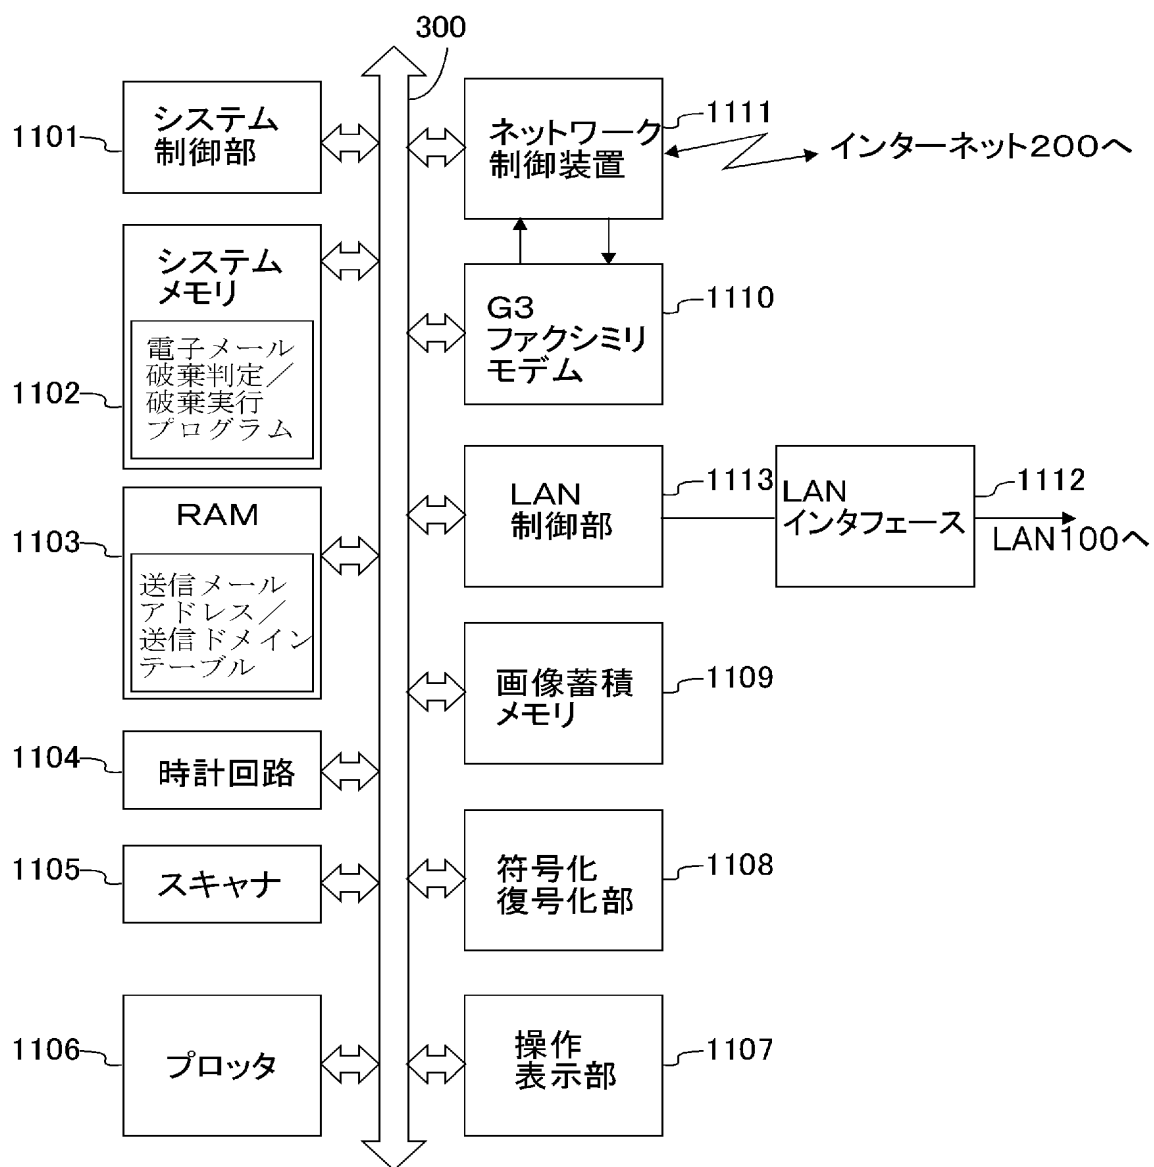 300
1101
システム
制御部
1102
システム
メモリ
電子メール
破棄判定／
破棄実行
プログラム
1103
RAM
送信メール
アドレス／
送信ドメイン
テーブル
1104
時計回路
1105
スキャナ
1106
プロッタ
ネットワーク
制御装置
1111
インターネット200へ
G3
ファクシミリ
モデム
1110
LAN
制御部
1113
LAN
インタフェース
1112
LAN100へ
画像蓄積
メモリ
1109
符号化
復号化部
1108
操作
表示部
1107